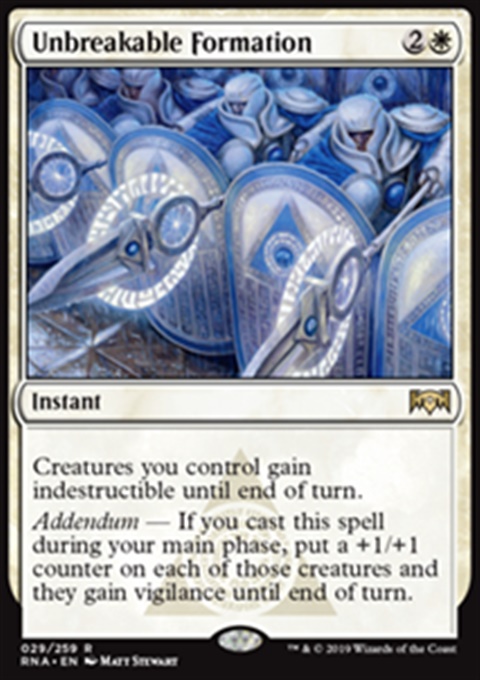 Unbreakable Formation 2
Instant
Creatures you control gain
indestructible until end of turn.
Addendum — If you cast this spell
during your main phase, put a +1/+1
counter on each of those creatures and
they gain vigilance until end of turn.
029/259 R
RNA • EN Matt Stewart
™ & © 2019 Wizards of the Coast